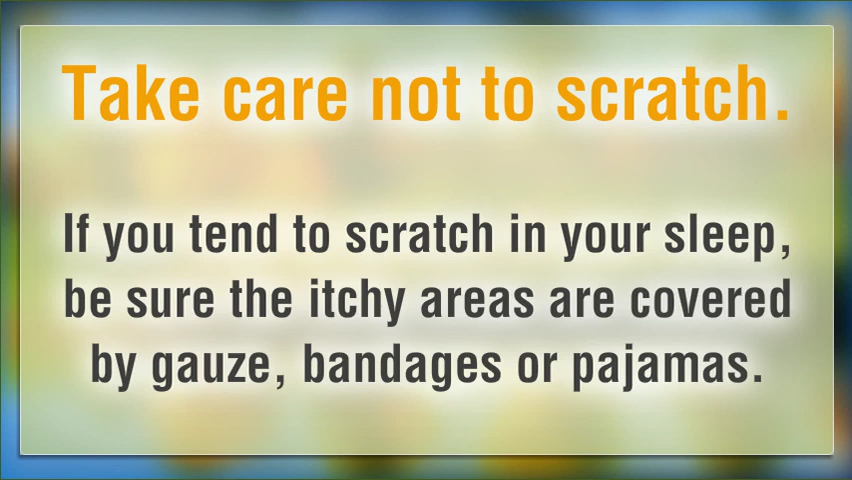 Take care not to scratch.
If you tend to scratch in your sleep,
be sure the itchy areas are covered
by gauze, bandages or pajamas.